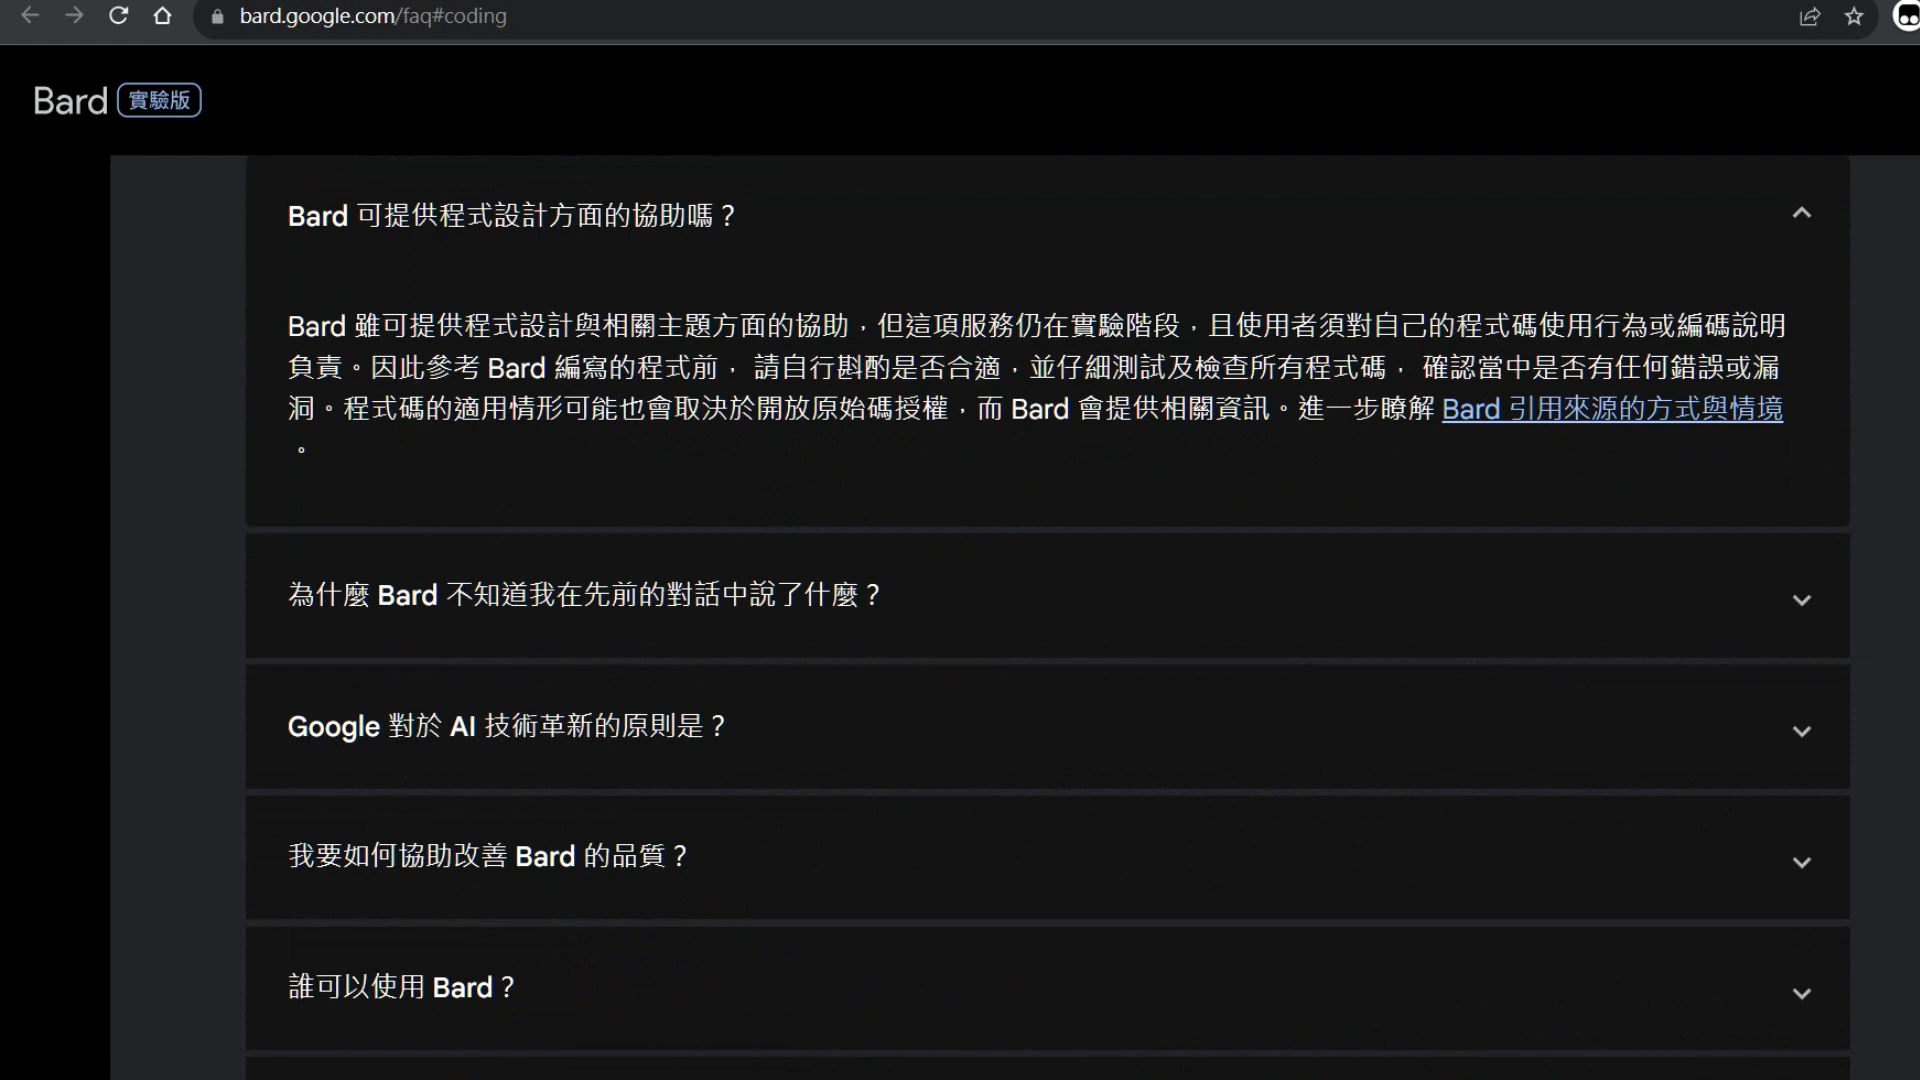 bard.google.com/faq#coding
Bard 實驗版
Bard 可提供程式設計方面的協助嗎？
Bard 雖可提供程式設計與相關主題方面的協助，但這項服務仍在實驗階段，且使用者須對自己的程式碼使用行為或編碼說明
負責。因此參考 Bard 編寫的程式前， 請自行斟酌是否合適，並仔細測試及檢查所有程式碼， 確認當中是否有任何錯誤或漏
洞。程式碼的適用情形可能也會取決於開放原始碼授權，而 Bard 會提供相關資訊。進一步瞭解 Bard 引用來源的方式與情境
。
為什麼 Bard 不知道我在先前的對話中說了什麼？
Google 對於 AI 技術革新的原則是？
我要如何協助改善 Bard 的品質？
誰可以使用 Bard？